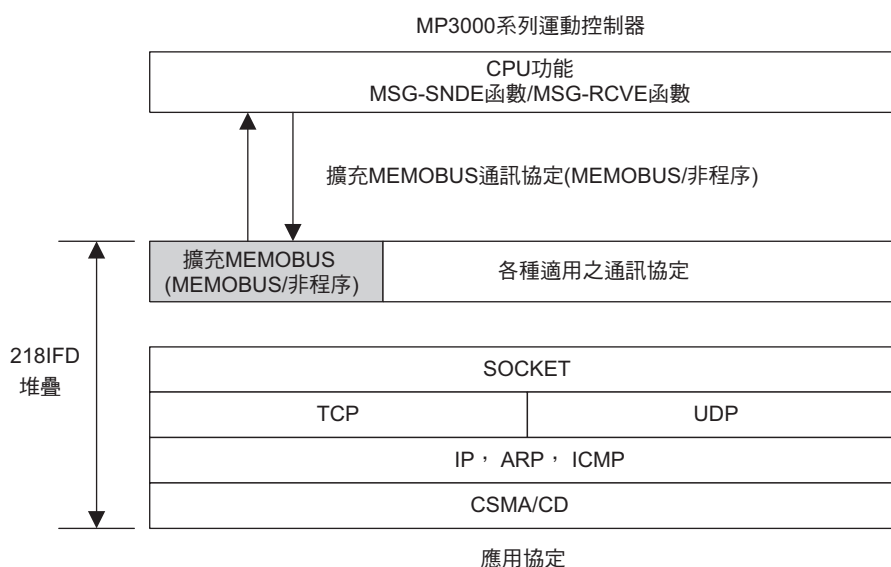 MP3000系列運動控制器
CPU功能
MSG-SNDE函數/MSG-RCVE函數
擴充MEMOBUS通訊協定(MEMOBUS/非程序)
擴充MEMOBUS
(MEMOBUS/非程序)
各種適用之通訊協定
218IFD
堆疊
SOCKET
TCP
UDP
IP，ARP，ICMP
CSMA/CD
應用協定